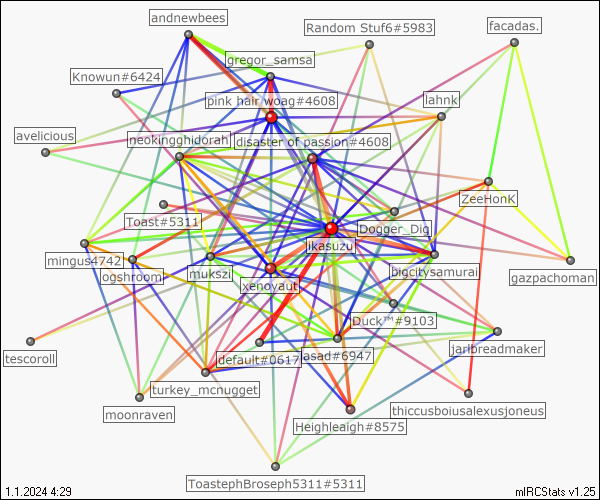 andnewbees
Random Stuf6#5983
facadas.
gregor_samsa
Knowun#6424
pink hair woag#4608
lahnk
avelicious
neokingghidorah
disaster of passion#4608
ZeeHonK
Toast#5311
Dogger_Dig
ikasuzu
mingus4742
ogshroom
mukszi
bigcitysamurai
gazpachoman
xenoyaut
Duck™#9103
tescoroll
default#0617
asad#6947
jarlbreadmaker
turkey_mcnugget
moonraven
thiccusboiusalexusjoneus
Heighleaigh#8575
ToastephBroseph5311#5311
1.1.2024 4:29
mIRCStats v1.25